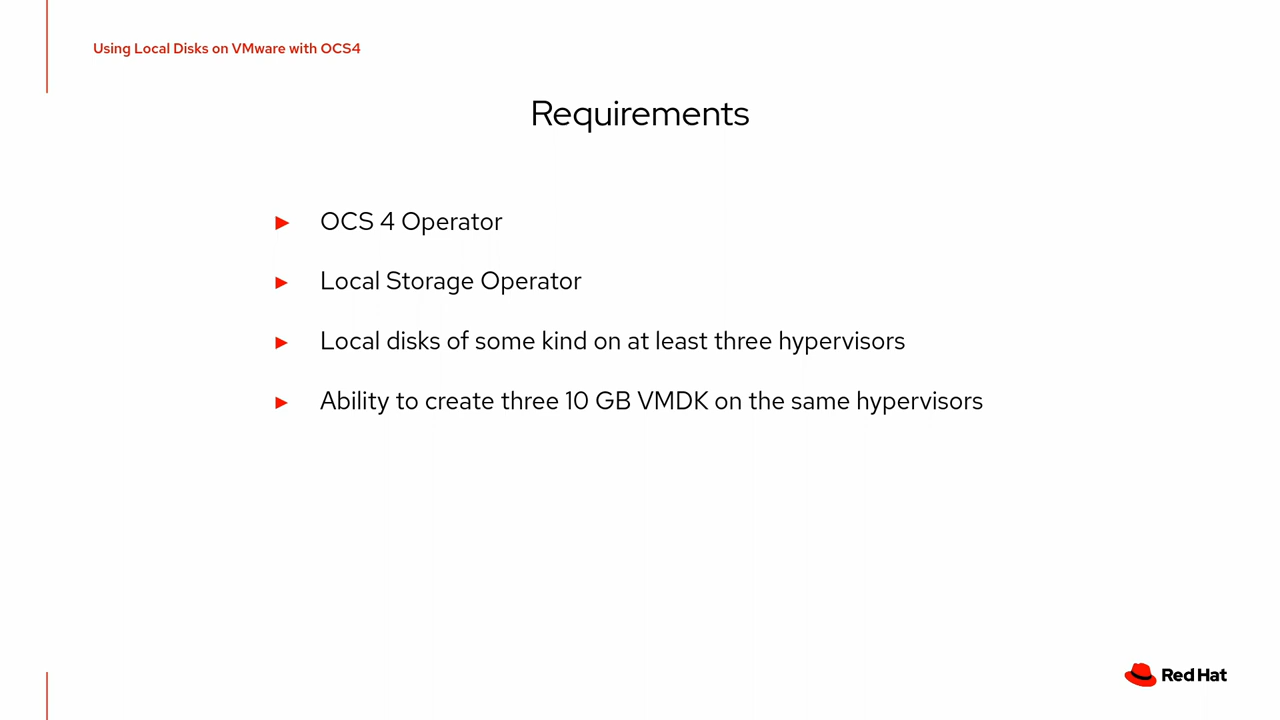 Using Local Disks on VMware with OCS4
Requirements
► OCS 4 Operator
► Local Storage Operator
► Local disks of some kind on at least three hypervisors
► Ability to create three 10 GB VMDK on the same hypervisors
Red Hat